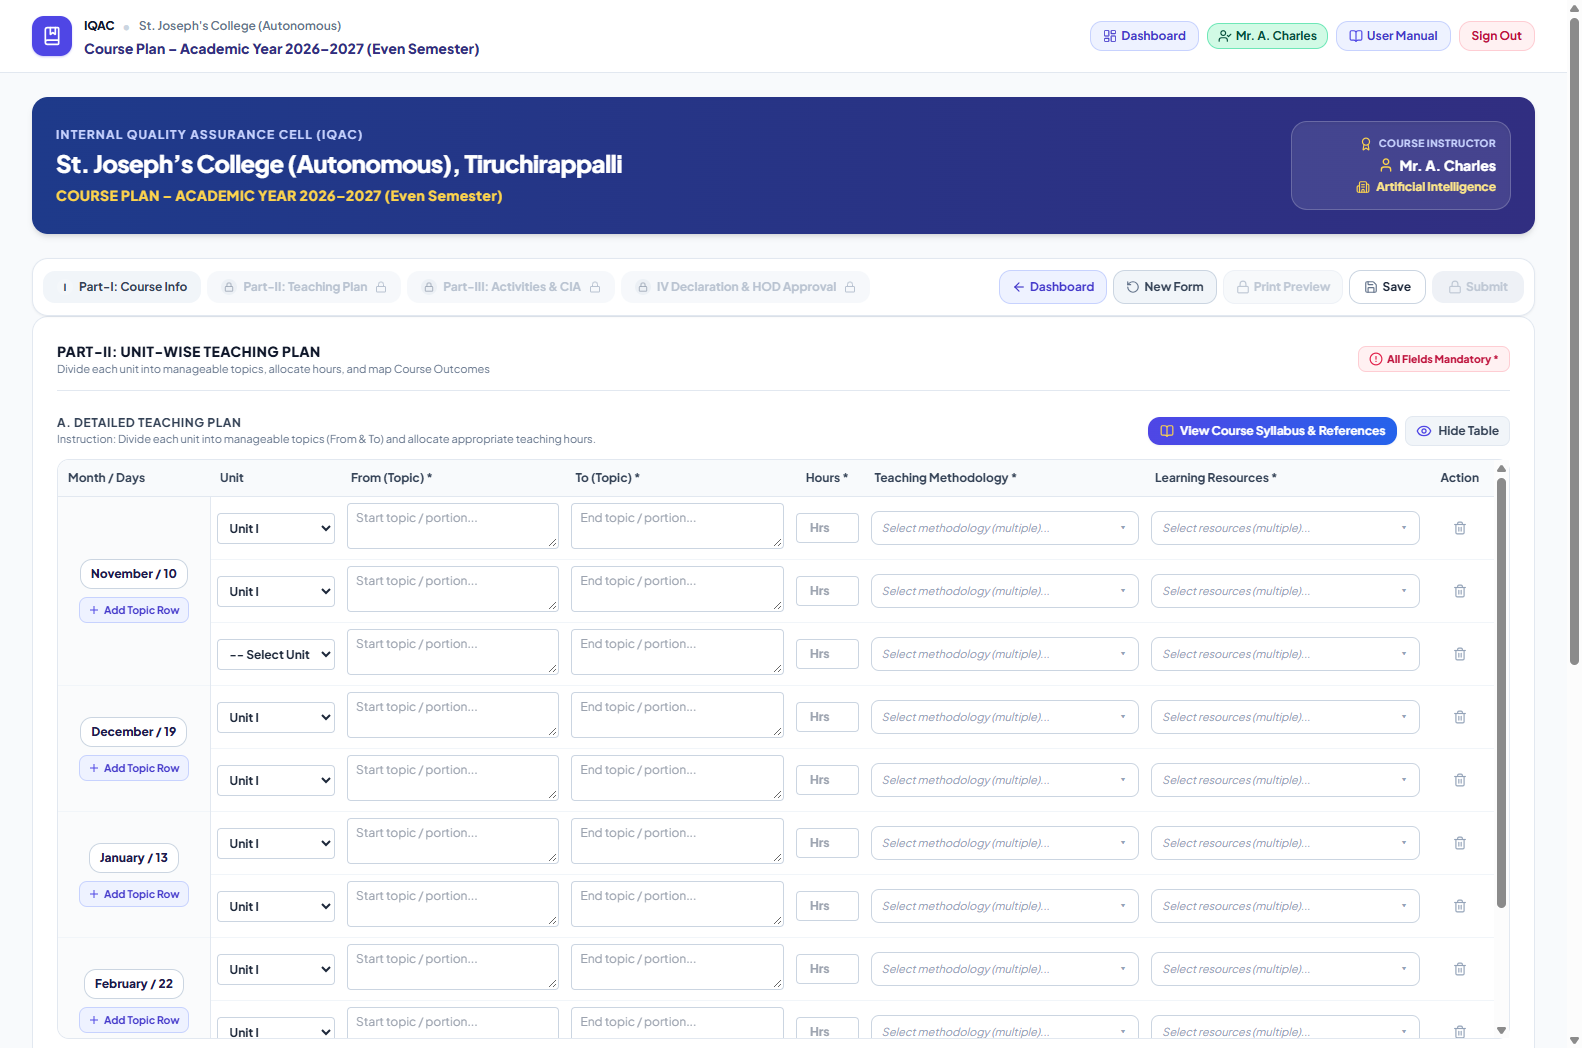 IQAC • St. Joseph's College (Autonomous)
Course Plan – Academic Year 2026–2027 (Even Semester)
Dashboard
Mr. A. Charles
User Manual
Sign Out
INTERNAL QUALITY ASSURANCE CELL (IQAC)
St. Joseph's College (Autonomous), Tiruchirappalli
COURSE PLAN – ACADEMIC YEAR 2026–2027 (Even Semester)
COURSE INSTRUCTOR
Mr. A. Charles
Artificial Intelligence
I Part-I: Course Info
Part-II: Teaching Plan
Part-III: Activities & CIA
IV Declaration & HOD Approval
Dashboard
New Form
Print Preview
Save
Submit
PART-II: UNIT-WISE TEACHING PLAN
Divide each unit into manageable topics, allocate hours, and map Course Outcomes
All Fields Mandatory *
A. DETAILED TEACHING PLAN
Instruction: Divide each unit into manageable topics (From & To) and allocate appropriate teaching hours.
View Course Syllabus & References
Hide Table
Month / Days Unit From (Topic) * To (Topic) * Hours * Teaching Methodology * Learning Resources * Action
November / 10
+ Add Topic Row
Unit I Start topic / portion... End topic / portion... Hrs Select methodology (multiple)... Select resources (multiple)...
Unit I Start topic / portion... End topic / portion... Hrs Select methodology (multiple)... Select resources (multiple)...
-- Select Unit Start topic / portion... End topic / portion... Hrs Select methodology (multiple)... Select resources (multiple)...
December / 19
+ Add Topic Row
Unit I Start topic / portion... End topic / portion... Hrs Select methodology (multiple)... Select resources (multiple)...
Unit I Start topic / portion... End topic / portion... Hrs Select methodology (multiple)... Select resources (multiple)...
January / 13
+ Add Topic Row
Unit I Start topic / portion... End topic / portion... Hrs Select methodology (multiple)... Select resources (multiple)...
Unit I Start topic / portion... End topic / portion... Hrs Select methodology (multiple)... Select resources (multiple)...
February / 22
+ Add Topic Row
Unit I Start topic / portion... End topic / portion... Hrs Select methodology (multiple)... Select resources (multiple)...
Unit I Start topic / portion... End topic / portion... Hrs Select methodology (multiple)... Select resources (multiple)...